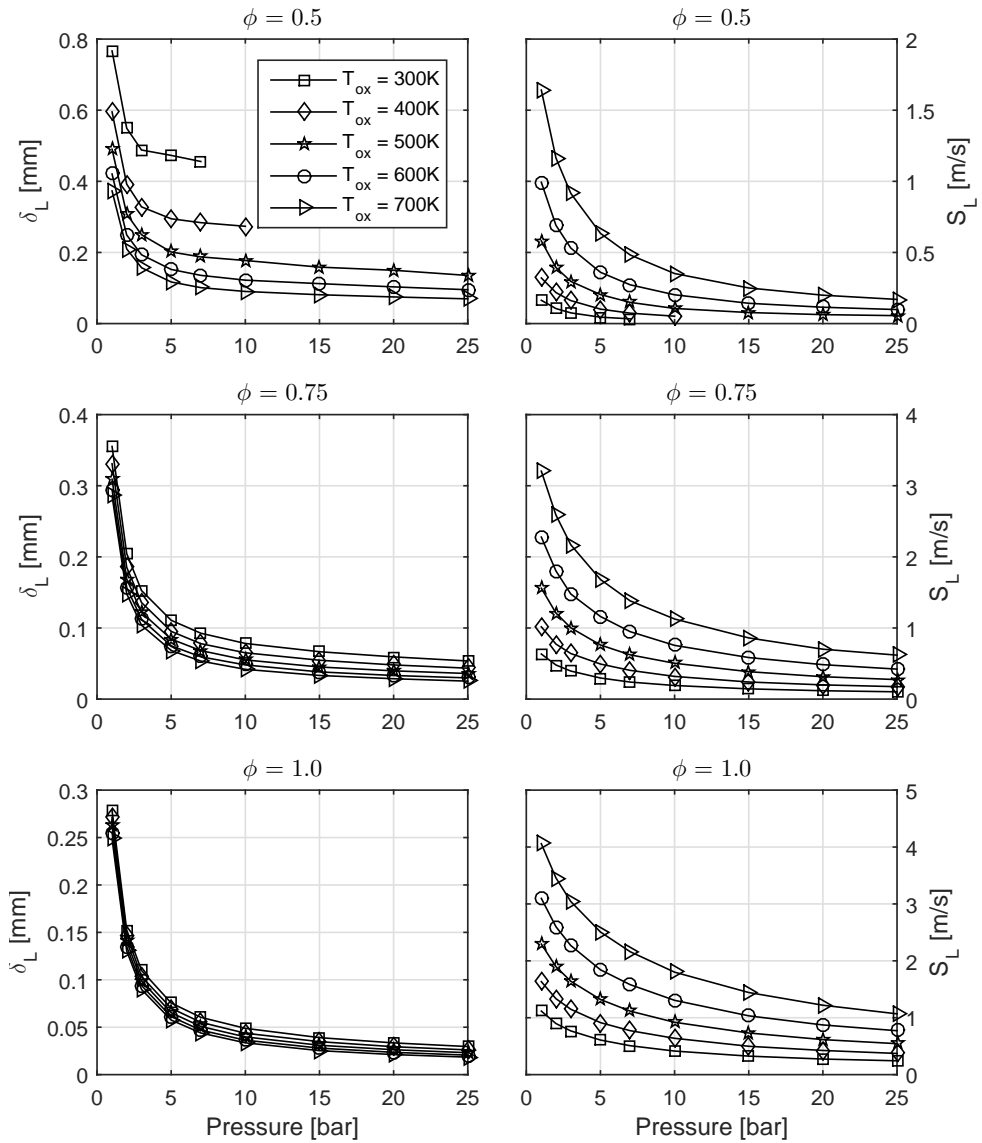 ϕ = 0.5
ϕ = 0.5
0.8
0.6
0.4
0.2
0
δ_L [mm]
T_ox = 300K
T_ox = 400K
T_ox = 500K
T_ox = 600K
T_ox = 700K
0 5 10 15 20 25
2
1.5
1
0.5
0
S_L [m/s]
0 5 10 15 20 25
ϕ = 0.75
ϕ = 0.75
0.4
0.3
0.2
0.1
0
δ_L [mm]
0 5 10 15 20 25
4
3
2
1
0
S_L [m/s]
0 5 10 15 20 25
ϕ = 1.0
ϕ = 1.0
0.3
0.25
0.2
0.15
0.1
0.05
0
δ_L [mm]
0 5 10 15 20 25
Pressure [bar]
5
4
3
2
1
0
S_L [m/s]
0 5 10 15 20 25
Pressure [bar]